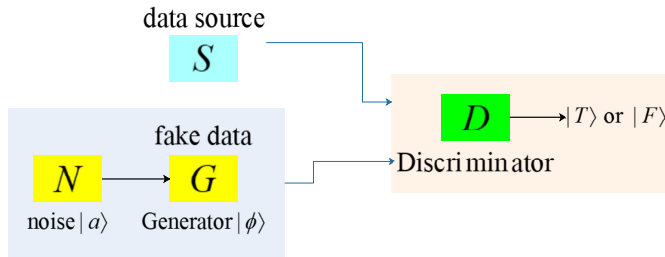 data source
S
D
|T⟩ or |F⟩
fake data
Discriminator
N
G
noise|a⟩
Generator|ϕ⟩